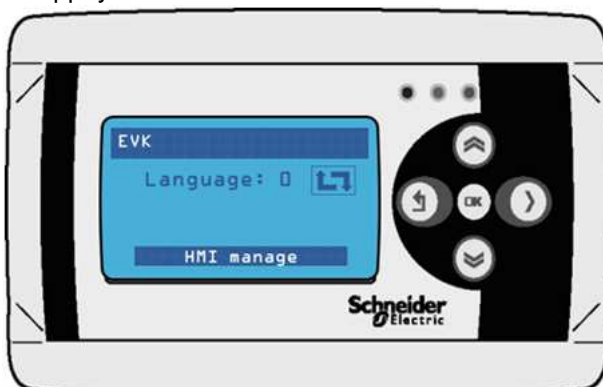 EVK
Language: 0
HMI manage
OK
Schneider
Electric